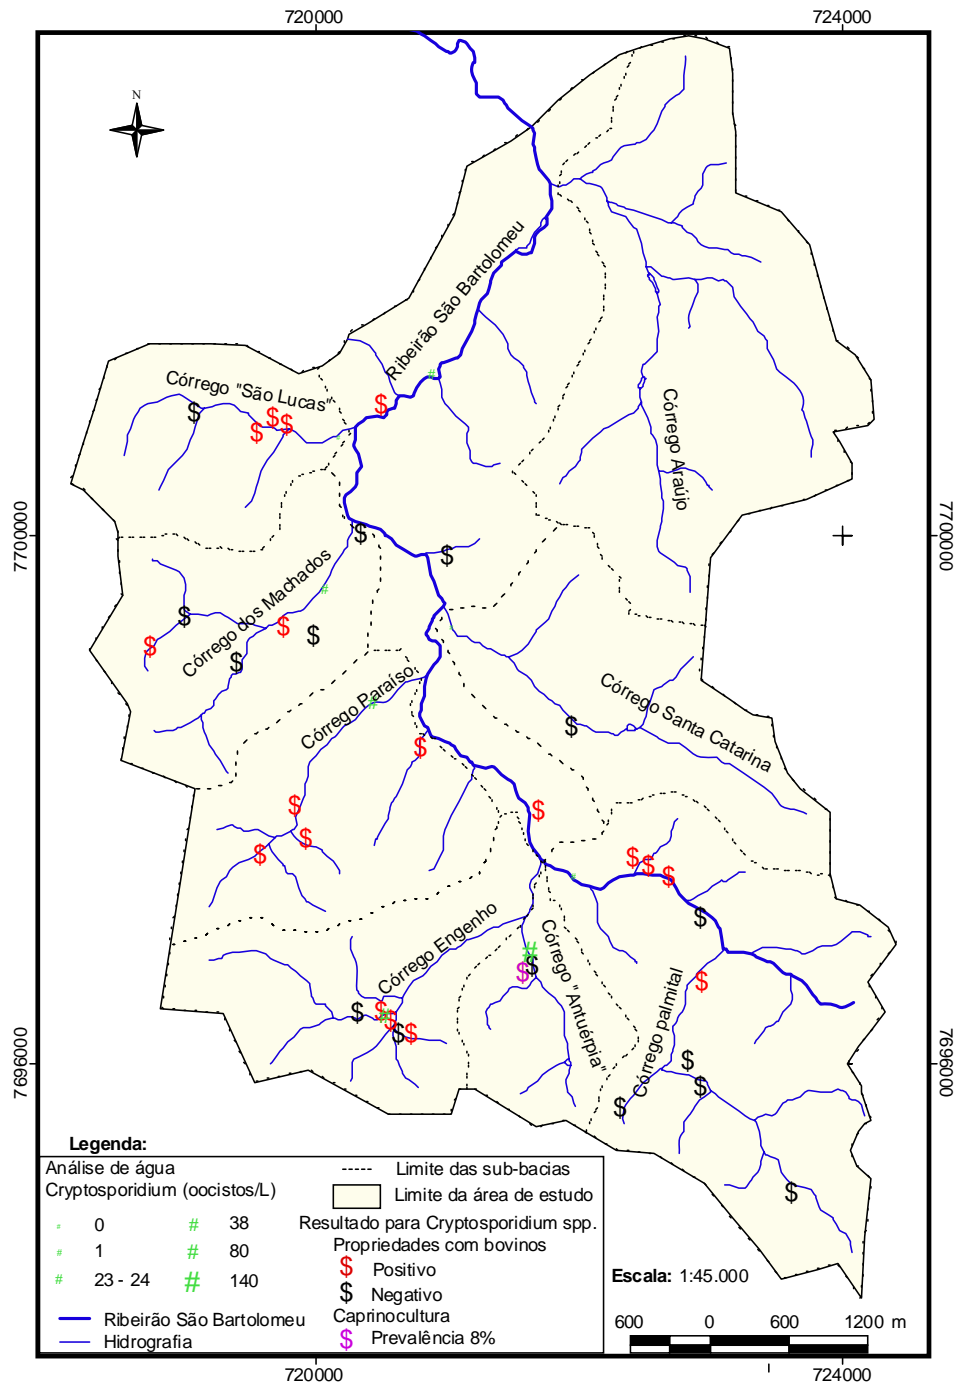 720000
724000
N
Ribeirão São Bartolomeu
Córrego "São Lucas"
Córrego Araújo
7700000
7700000
Córrego dos Machados
Córrego Paraíso
Córrego Santa Catarina
Córrego Engenho
Córrego "Antuérpia"
Córrego palmital
7696000
7696000
Legenda:
Análise de água
Cryptosporidium (oocistos/L)
# 0
# 1
# 23 - 24
# 38
# 80
# 140
Ribeirão São Bartolomeu
Hidrografia
Limite das sub-bacias
Limite da área de estudo
Resultado para Cryptosporidium spp.
Propriedades com bovinos
$ Positivo
$ Negativo
Caprinocultura
$ Prevalência 8%
Escala: 1:45.000
600 0 600 1200 m
720000
724000